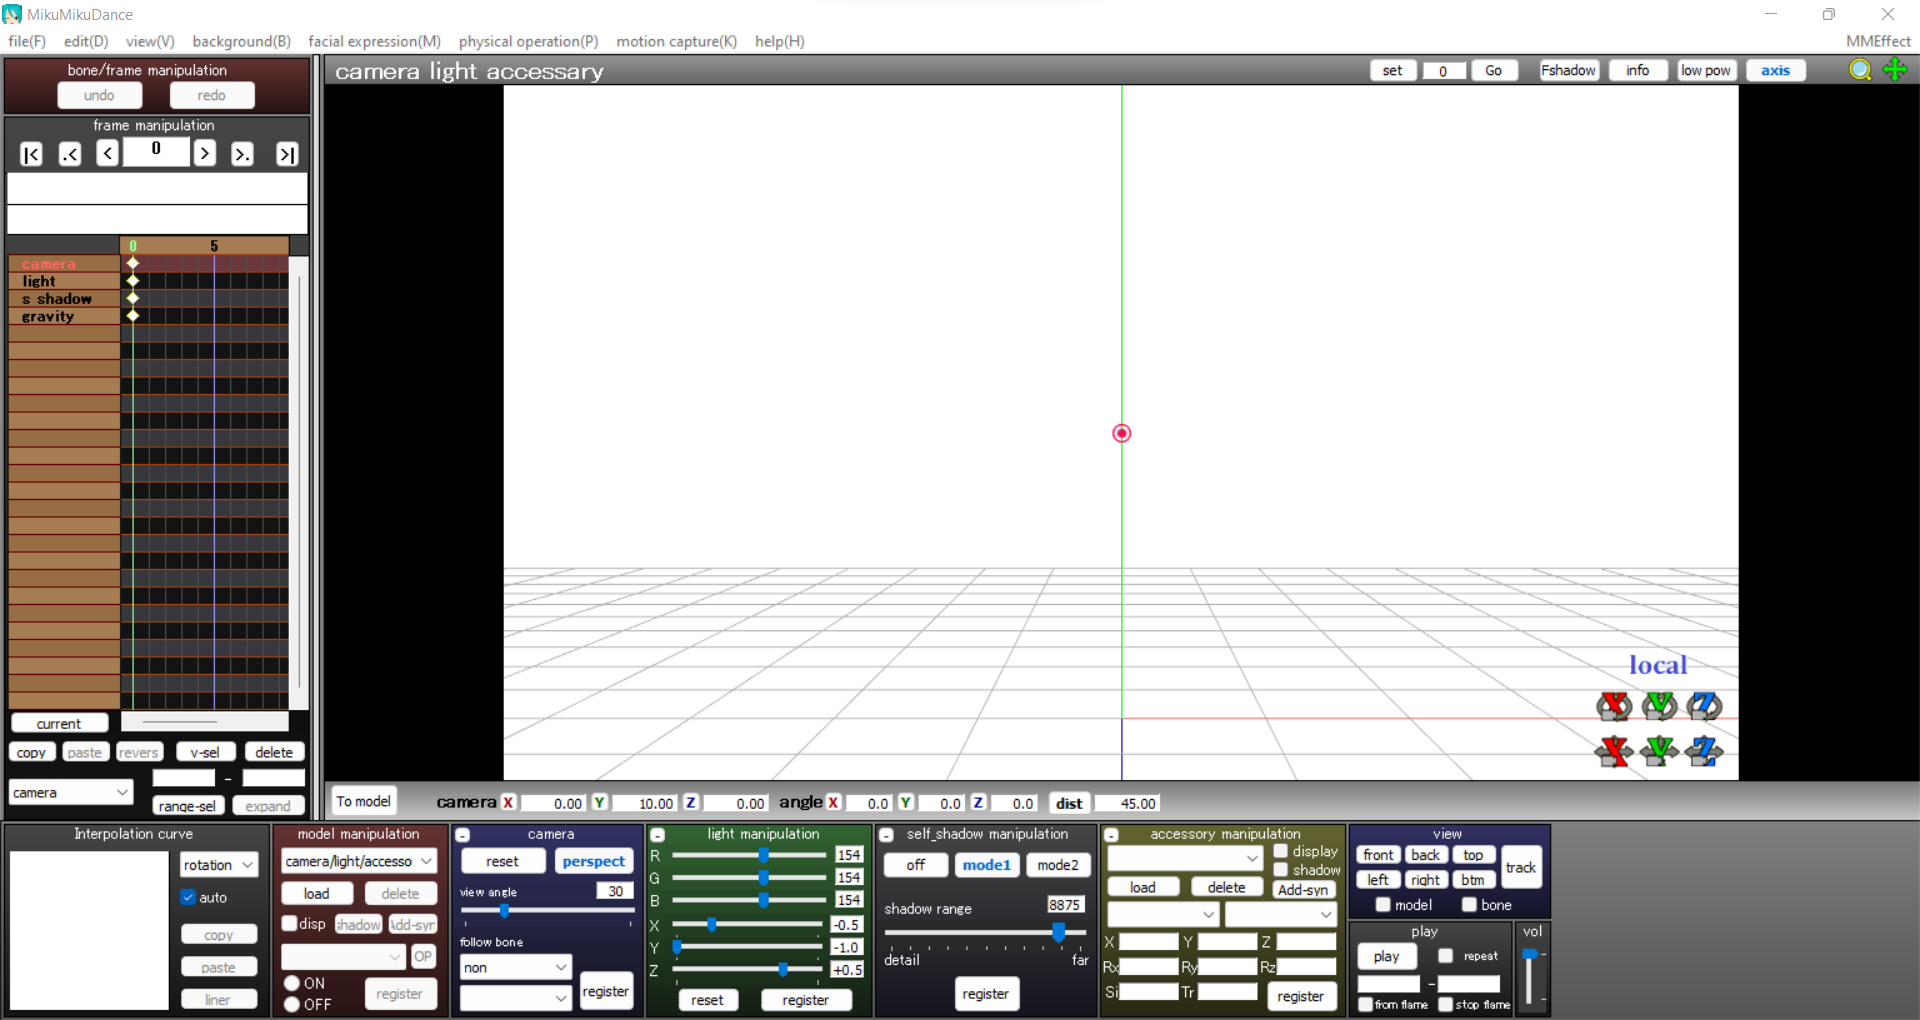 MikuMikuDance
file(F) edit(D) view(V) background(B) facial expression(M) physical operation(P) motion capture(K) help(H) MMEffect
bone/frame manipulation
undo redo
camera light accessary
set 0 Go Fshadow info low pow axis
frame manipulation
|< .< < 0 > >. >|
0 5
camera
light
s shadow
gravity
local
X Y Z
X Y Z
current
copy paste revers v-sel delete
camera -
range-sel expand
To model camera X 0.00 Y 10.00 Z 0.00 angle X 0.0 Y 0.0 Z 0.0 dist 45.00
Interpolation curve
rotation
auto
copy
paste
liner
model manipulation
camera/light/accesso
load delete
disp shadow Add-syn
OP
ON
OFF
register
- camera
reset perspect
view angle 30
follow bone
non
register
- light manipulation
R 154
G 154
B 154
X -0.5
Y -1.0
Z +0.5
reset register
- self_shadow manipulation
off mode1 mode2
shadow range 8875
detail far
register
- accessory manipulation
display
shadow
load delete Add-syn
X Y Z
Rx Ry Rz
Si Tr register
view
front back top track
left right btm
model bone
play
play repeat
-
from flame stop flame
vol